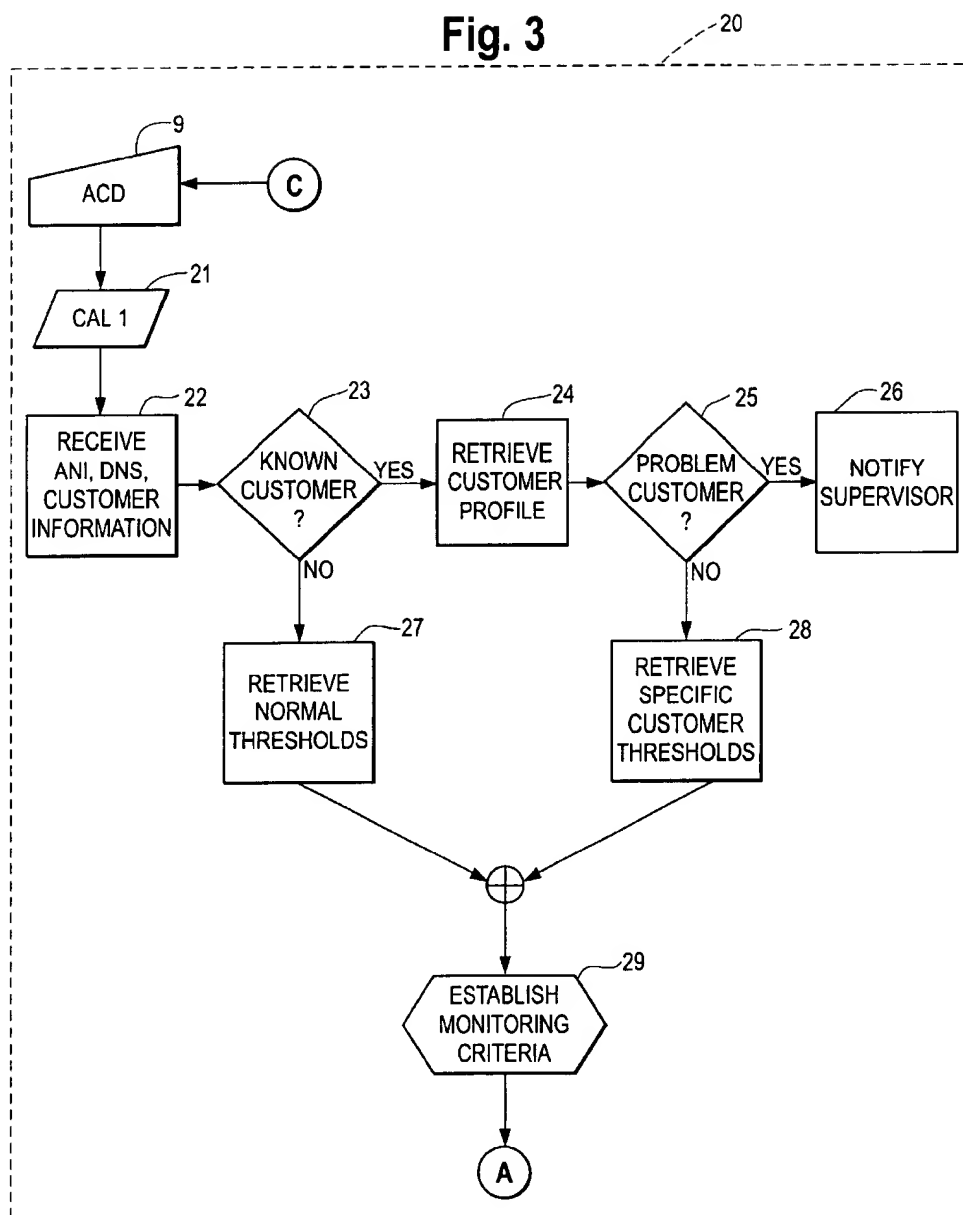 Fig. 3
20
9
ACD
C
21
CAL 1
22
RECEIVE
ANI, DNS,
CUSTOMER
INFORMATION
23
KNOWN
CUSTOMER
?
YES
NO
24
RETRIEVE
CUSTOMER
PROFILE
25
PROBLEM
CUSTOMER
?
YES
NO
26
NOTIFY
SUPERVISOR
27
RETRIEVE
NORMAL
THRESHOLDS
28
RETRIEVE
SPECIFIC
CUSTOMER
THRESHOLDS
29
ESTABLISH
MONITORING
CRITERIA
A